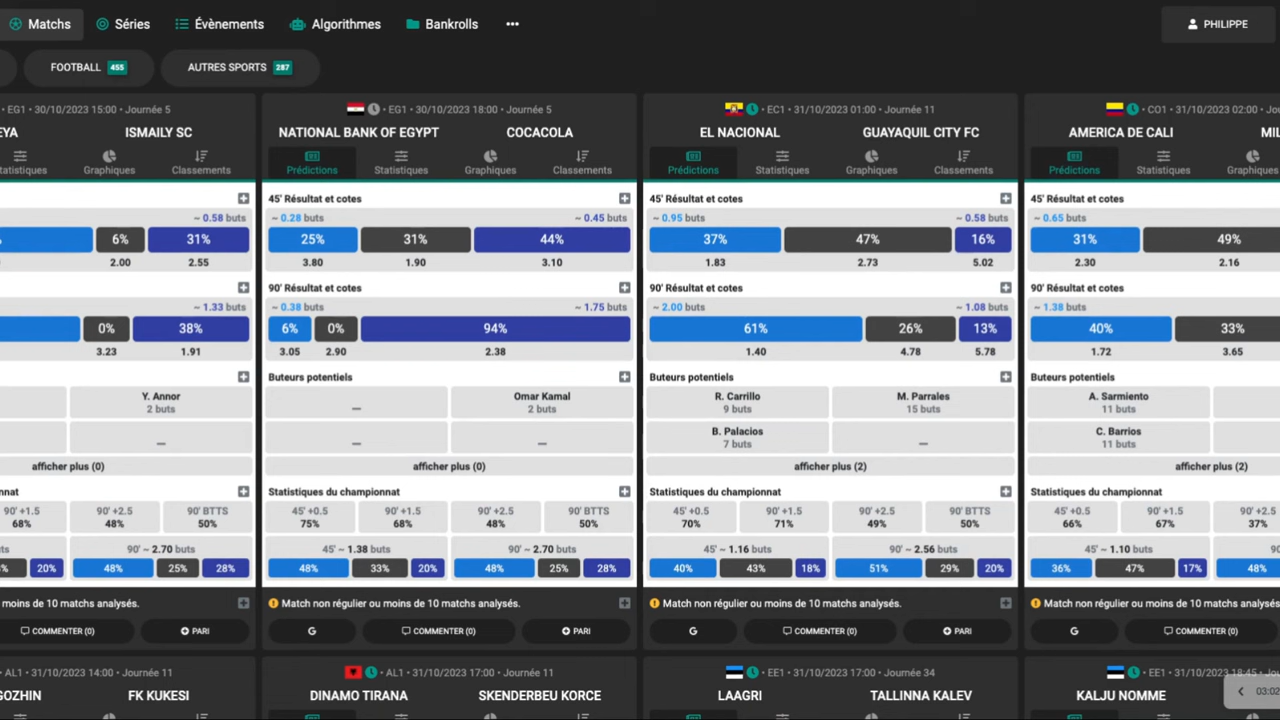 Matchs Séries Évènements Algorithmes Bankrolls ••• PHILIPPE
FOOTBALL 455 AUTRES SPORTS 287
• EG1 • 30/10/2023 15:00 • Journée 5
EYA ISMAILY SC
Statistiques Graphiques Classements
~ 0.58 buts
% 6% 31%
2.00 2.55
~ 1.33 buts
0% 38%
3.23 1.91
Y. Annor
2 buts
—
afficher plus (0)
nnat
90' +1.5 90' +2.5 90' BTTS
68% 48% 50%
ts 90' ~ 2.70 buts
% 20% 48% 25% 28%
moins de 10 matchs analysés.
COMMENTER (0) PARI
• EG1 • 30/10/2023 18:00 • Journée 5
NATIONAL BANK OF EGYPT COCACOLA
Prédictions Statistiques Graphiques Classements
45' Résultat et cotes
~ 0.28 buts ~ 0.45 buts
25% 31% 44%
3.80 1.90 3.10
90' Résultat et cotes
~ 0.38 buts ~ 1.75 buts
6% 0% 94%
3.05 2.90 2.38
Buteurs potentiels
— Omar Kamal
2 buts
— —
afficher plus (0)
Statistiques du championnat
45' +0.5 90' +1.5 90' +2.5 90' BTTS
75% 68% 48% 50%
45' ~ 1.38 buts 90' ~ 2.70 buts
48% 33% 20% 48% 25% 28%
Match non régulier ou moins de 10 matchs analysés.
G COMMENTER (0) PARI
• EC1 • 31/10/2023 01:00 • Journée 11
EL NACIONAL GUAYAQUIL CITY FC
Prédictions Statistiques Graphiques Classements
45' Résultat et cotes
~ 0.95 buts ~ 0.58 buts
37% 47% 16%
1.83 2.73 5.02
90' Résultat et cotes
~ 2.00 buts ~ 1.08 buts
61% 26% 13%
1.40 4.78 5.78
Buteurs potentiels
R. Carrillo M. Parrales
9 buts 15 buts
B. Palacios —
7 buts
afficher plus (2)
Statistiques du championnat
45' +0.5 90' +1.5 90' +2.5 90' BTTS
70% 71% 49% 50%
45' ~ 1.16 buts 90' ~ 2.56 buts
40% 43% 18% 51% 29% 20%
Match non régulier ou moins de 10 matchs analysés.
G COMMENTER (0) PARI
• CO1 • 31/10/2023 02:00 • Journée
AMERICA DE CALI MIL
Prédictions Statistiques Graphiques
45' Résultat et cotes
~ 0.65 buts
31% 49%
2.30 2.16
90' Résultat et cotes
~ 1.38 buts
40% 33%
1.72 3.65
Buteurs potentiels
A. Sarmiento
11 buts
C. Barrios
11 buts
afficher plus (2)
Statistiques du championnat
45' +0.5 90' +1.5 90' +2.5
66% 67% 37%
45' ~ 1.10 buts 90
36% 47% 17% 48%
Match non régulier ou moins de 10 matchs analysés.
G COMMENTER (0)
• AL1 • 31/10/2023 14:00 • Journée 11
GOZHIN FK KUKESI
• AL1 • 31/10/2023 17:00 • Journée 11
DINAMO TIRANA SKENDERBEU KORCE
• EE1 • 31/10/2023 17:00 • Journée 34
LAAGRI TALLINNA KALEV
• EE1 • 31/10/2023 18:45 • Jour
KALJU NOMME
03:02